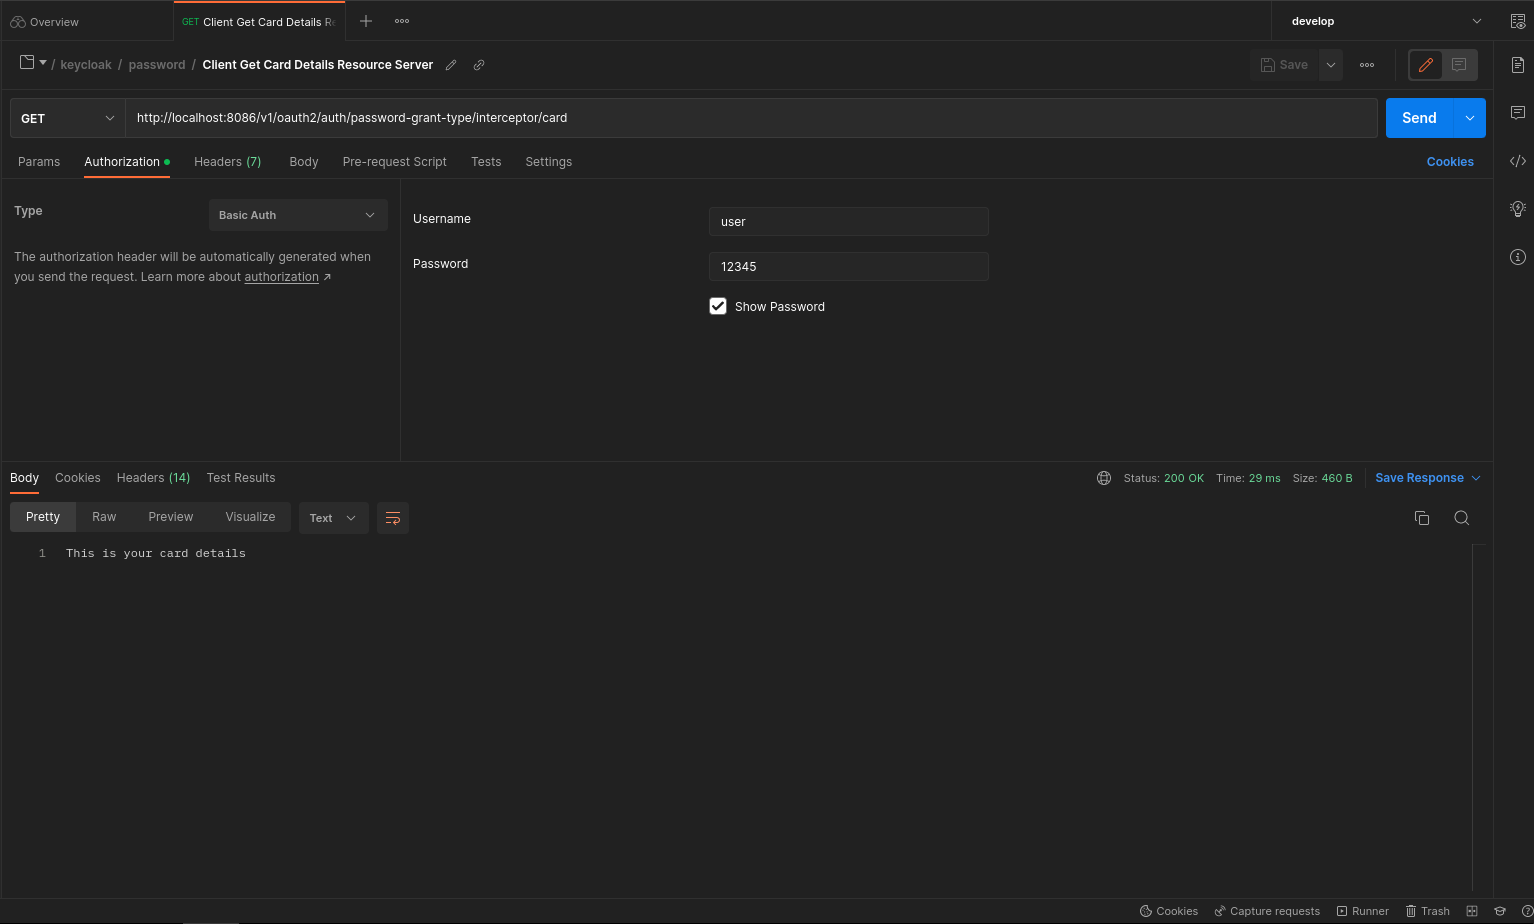 Overview
GET Client Get Card Details Re
develop
/ keycloak / password / Client Get Card Details Resource Server
Save
GET
http://localhost:8086/v1/oauth2/auth/password-grant-type/interceptor/card
Send
Params Authorization Headers (7) Body Pre-request Script Tests Settings
Cookies
Type
Basic Auth
The authorization header will be automatically generated when
you send the request. Learn more about authorization ↗
Username
user
Password
12345
Show Password
Body Cookies Headers (14) Test Results
Status: 200 OK Time: 29 ms Size: 460 B
Save Response
Pretty Raw Preview Visualize Text
1 This is your card details
Cookies Capture requests Runner Trash